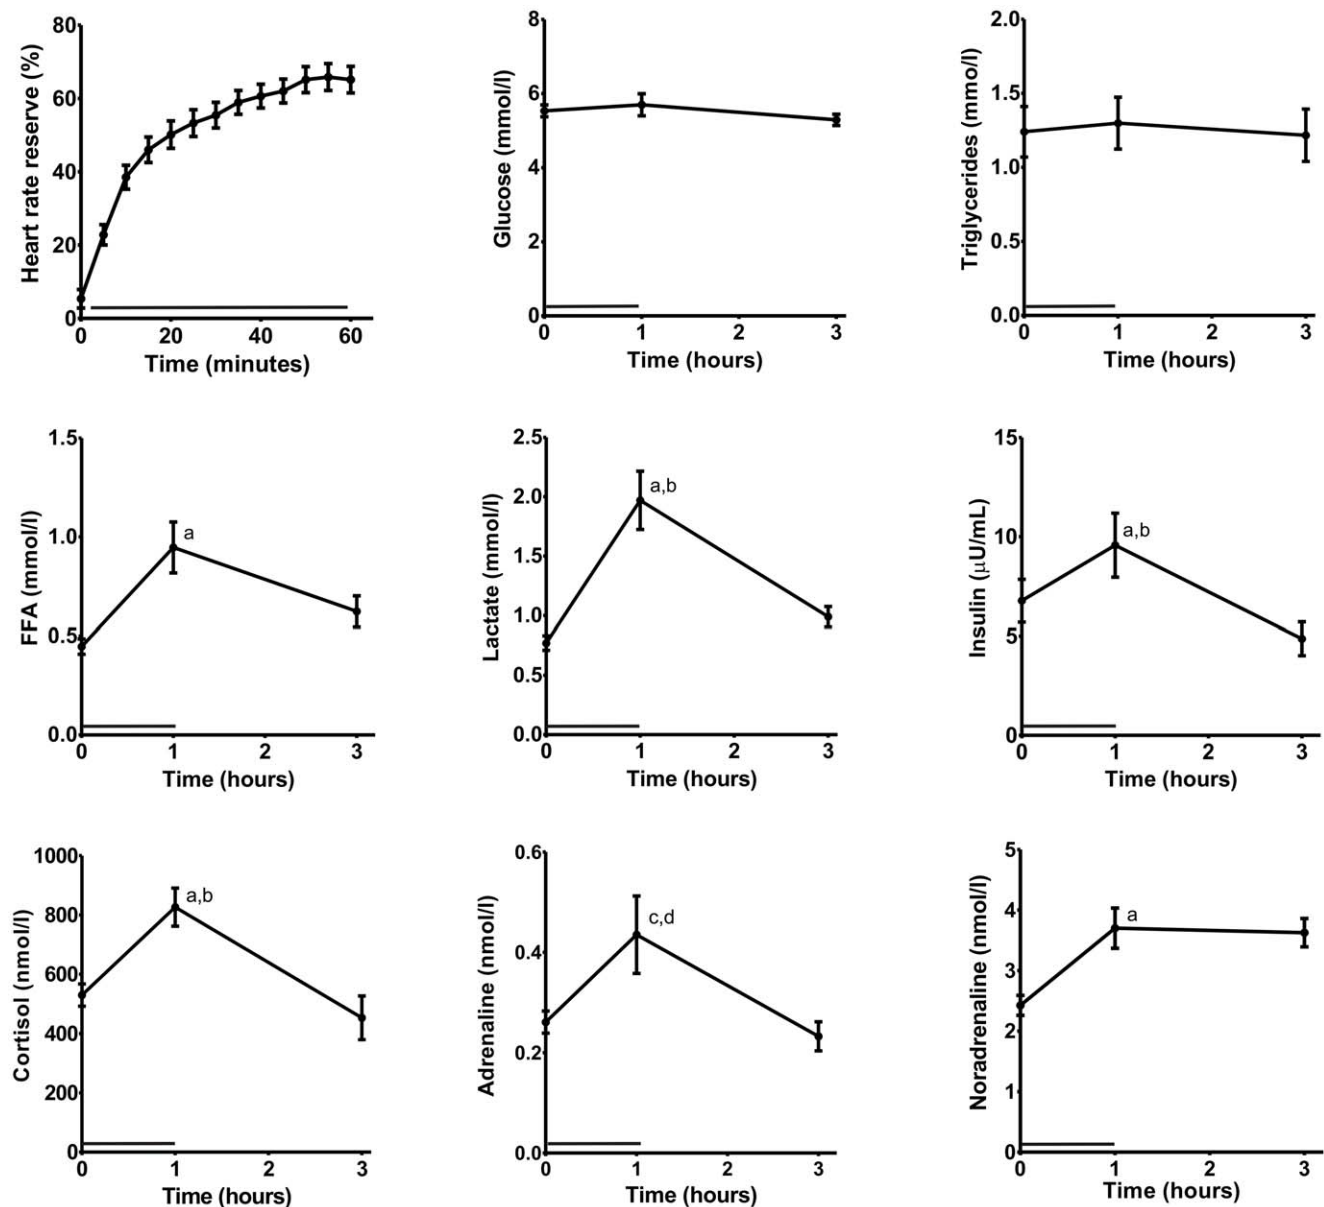 80
60
40
20
0
Heart rate reserve (%)
0 20 40 60
Time (minutes)
8
6
4
2
0
Glucose (mmol/l)
0 1 2 3
Time (hours)
2.0
1.5
1.0
0.5
0.0
Triglycerides (mmo/l)
0 1 2 3
Time (hours)
1.5
1.0
0.5
0.0
FFA (mmol/l)
a
0 1 2 3
Time (hours)
2.5
2.0
1.5
1.0
0.5
0.0
Lactate (mmol/l)
a,b
0 1 2 3
Time (hours)
15
10
5
0
Insulin (μU/mL)
a,b
0 1 2 3
Time (hours)
1000
800
600
400
200
0
Cortisol (nmol/l)
a,b
0 1 2 3
Time (hours)
0.6
0.4
0.2
0.0
Adrenaline (nmol/l)
c,d
0 1 2 3
Time (hours)
5
4
3
2
1
0
Noradrenaline (nmol/l)
a
0 1 2 3
Time (hours)